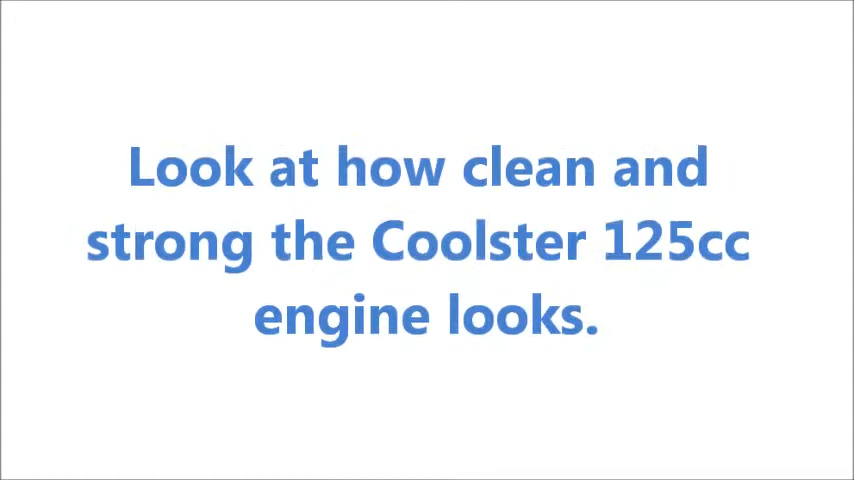 Look at how clean and
strong the Coolster 125cc
engine looks.